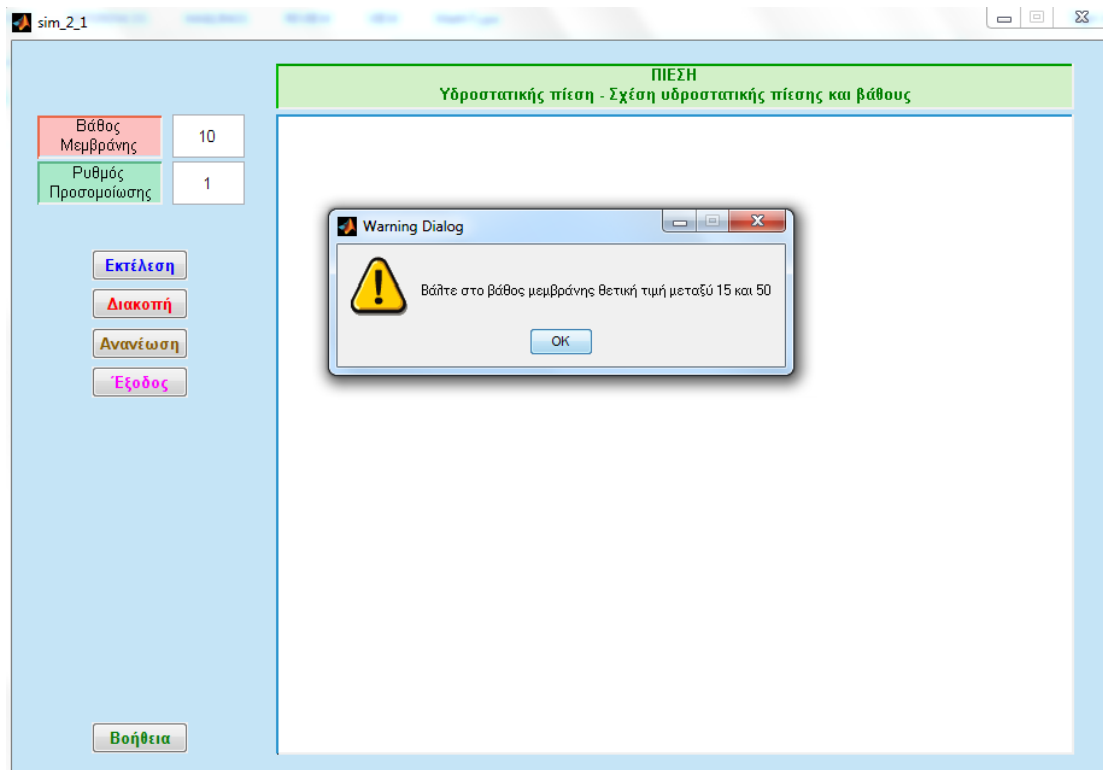 sim_2_1
ΠΙΕΣΗ
Υδροστατικής πίεση - Σχέση υδροστατικής πίεσης και βάθους
Βάθος
Μεμβράνης
10
Ρυθμός
Προσομοίωσης
1
Warning Dialog
Βάλτε στο βάθος μεμβράνης θετική τιμή μεταξύ 15 και 50
OK
Εκτέλεση
Διακοπή
Ανανέωση
Έξοδος
Βοήθεια